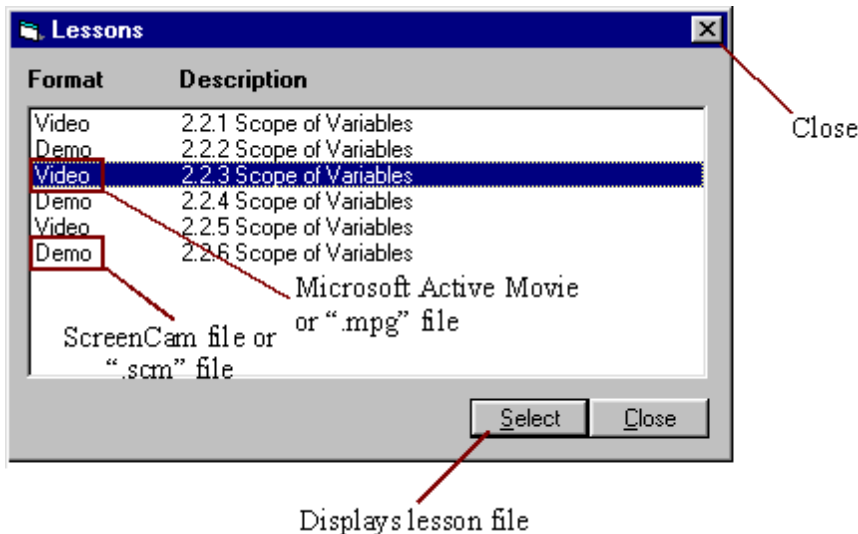 Lessons
Format Description
Video 2.2.1 Scope of Variables
Demo 2.2.2 Scope of Variables
Video 2.2.3 Scope of Variables
Demo 2.2.4 Scope of Variables
Video 2.2.5 Scope of Variables
Demo 2.2.6 Scope of Variables
Close
Microsoft Active Movie
or “.mpg” file
ScreenCam file or
“.scm” file
Select Close
Displays lesson file